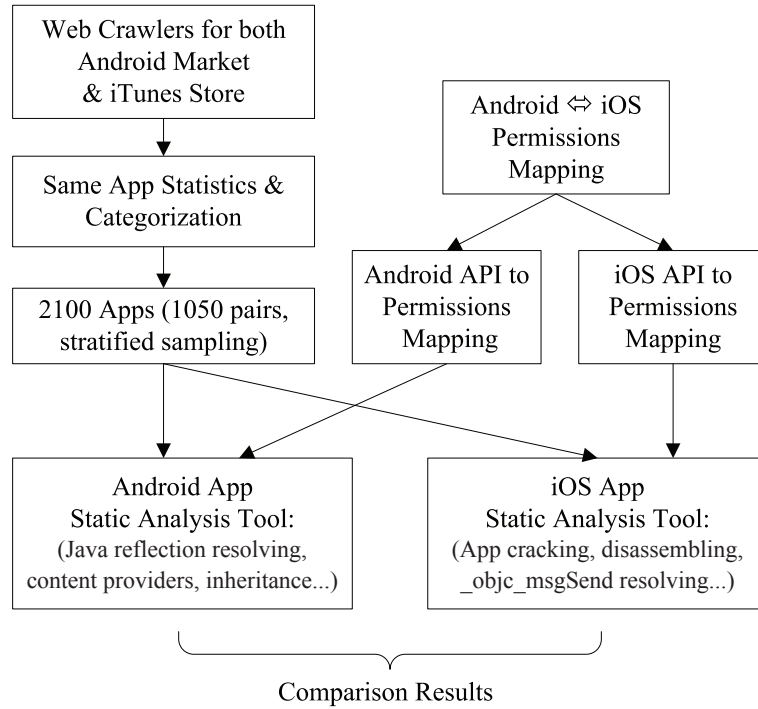 Web Crawlers for both
Android Market
& iTunes Store
Android ⇔ iOS
Permissions
Mapping
Same App Statistics &
Categorization
Android API to
Permissions
Mapping
iOS API to
Permissions
Mapping
2100 Apps (1050 pairs,
stratified sampling)
Android App
Static Analysis Tool:
(Java reflection resolving,
content providers, inheritance...)
iOS App
Static Analysis Tool:
(App cracking, disassembling,
_objc_msgSend resolving...)
Comparison Results